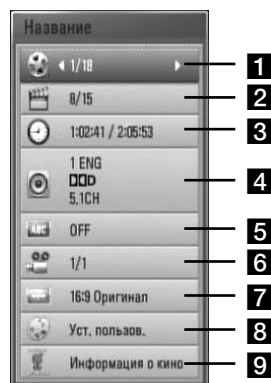 Название
1/18 1
8/15 2
1:02:41 / 2:05:53 3
1 ENG
D 4
5.1CH
OFF 5
1/1 6
16:9 Оригинал 7
Уст. пользов. 8
Информация о кино 9